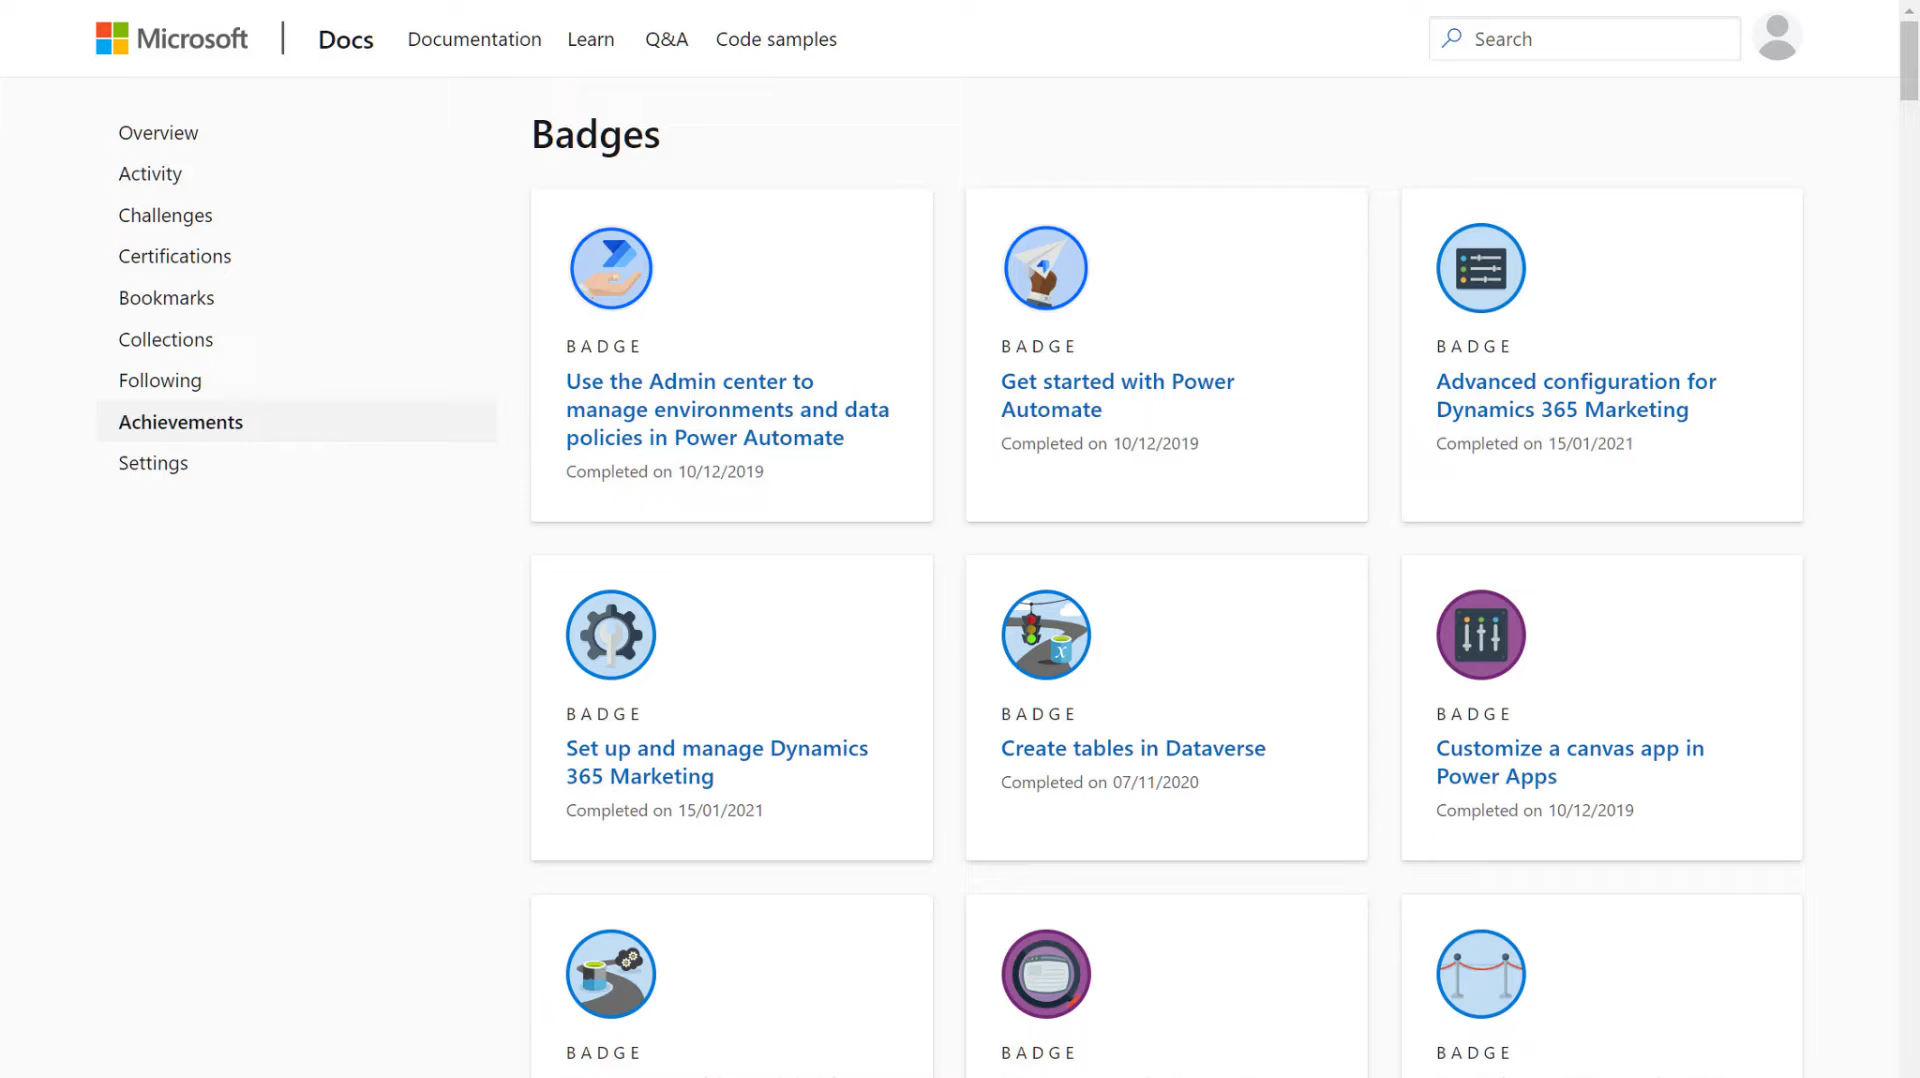 Microsoft
Docs
Documentation
Learn
Q&A
Code samples
Search
Overview
Activity
Challenges
Certifications
Bookmarks
Collections
Following
Achievements
Settings
Badges
BADGE
Use the Admin center to
manage environments and data
policies in Power Automate
Completed on 10/12/2019
BADGE
Get started with Power
Automate
Completed on 10/12/2019
BADGE
Advanced configuration for
Dynamics 365 Marketing
Completed on 15/01/2021
BADGE
Set up and manage Dynamics
365 Marketing
Completed on 15/01/2021
x
BADGE
Create tables in Dataverse
Completed on 07/11/2020
BADGE
Customize a canvas app in
Power Apps
Completed on 10/12/2019
BADGE
BADGE
BADGE